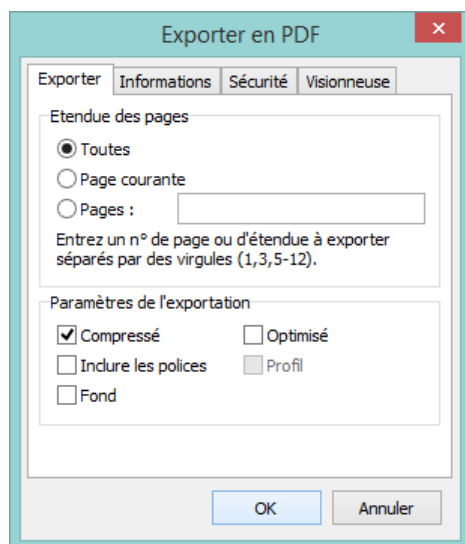 Exporter en PDF
Exporter Informations Sécurité Visionneuse
Etendue des pages
Toutes
Page courante
Pages :
Entrez un n° de page ou d'étendue à exporter
séparés par des virgules (1,3,5-12).
Paramètres de l'exportation
Compressé Optimisé
Inclure les polices Profil
Fond
OK Annuler